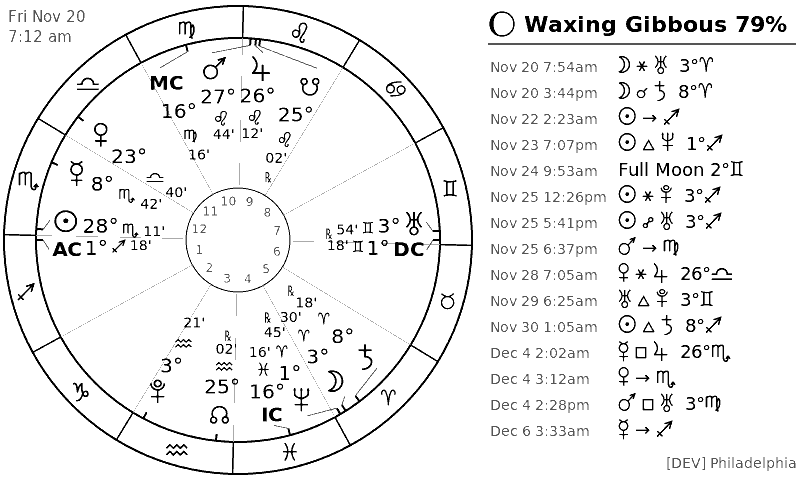 Fri Nov 20
7:12 am
MC
16°
♍
16'
♂
27°
♌
44'
♃
26°
♌
12'
☋
25°
♌
02'
℞
♀
23°
♎
40'
☿
8° ♏ 42'
☉ 28° ♏ 11'
AC 1° ♐ 18'
℞ 54' ♊ 3° ♅
18' ♊ 1° DC
10 9
11 8
12 7
1 6
2 5
3 4
21'
♒
3°
♇
℞
02'
♒
25°
☊
℞
18'
♈
8°
♄
℞
30'
♈
3°
☽
45'
16' ♈
♓ 1°
16° ♆
IC
♍ ♌ ♋ ♊ ♉ ♈ ♓ ♒ ♑ ♐ ♏ ♎
Waxing Gibbous 79%
Nov 20 7:54am ☽ ⚹ ♅ 3°♈
Nov 20 3:44pm ☽ ☌ ♄ 8°♈
Nov 22 2:23am ☉ → ♐
Nov 23 7:07pm ☉ △ ♆ 1°♐
Nov 24 9:53am Full Moon 2°♊
Nov 25 12:26pm ☉ ⚹ ♇ 3°♐
Nov 25 5:41pm ☉ ☍ ♅ 3°♐
Nov 25 6:37pm ♂ → ♍
Nov 28 7:05am ♀ ⚹ ♃ 26°♎
Nov 29 6:25am ♅ △ ♇ 3°♊
Nov 30 1:05am ☉ △ ♄ 8°♐
Dec 4 2:02am ☿ □ ♃ 26°♏
Dec 4 3:12am ♀ → ♏
Dec 4 2:28pm ♂ □ ♅ 3°♍
Dec 6 3:33am ☿ → ♐
[DEV] Philadelphia